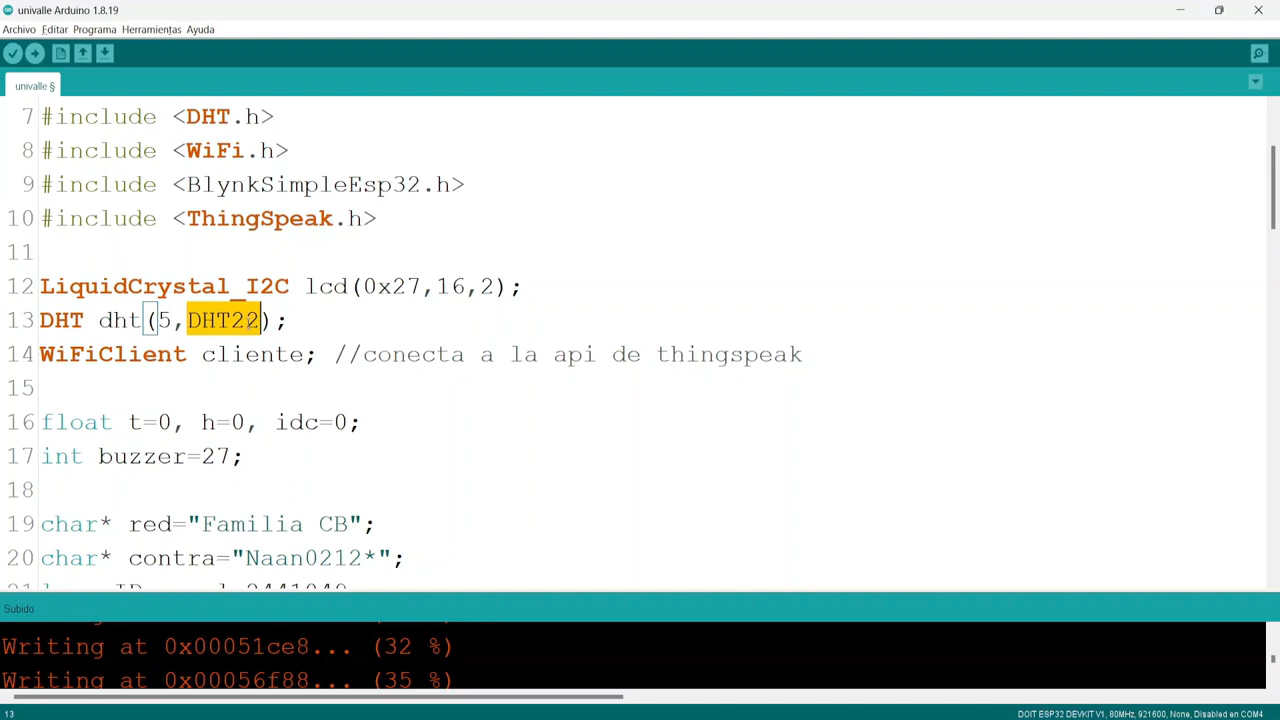 univalle Arduino 1.8.19
Archivo Editar Programa Herramientas Ayuda
univalle §
7 #include <DHT.h>
8 #include <WiFi.h>
9 #include <BlynkSimpleEsp32.h>
10 #include <ThingSpeak.h>
11
12 LiquidCrystal_I2C lcd(0x27,16,2);
13 DHT dht(5,DHT22);
14 WiFiClient cliente; //conecta a la api de thingspeak
15
16 float t=0, h=0, idc=0;
17 int buzzer=27;
18
19 char* red="Familia CB";
20 char* contra="Naan0212*";
Subido
Writing at 0x00051ce8... (32 %)
Writing at 0x00056f88... (35 %)
13 DOIT ESP32 DEVKIT V1, 80MHz, 921600, None, Disabled en COM4